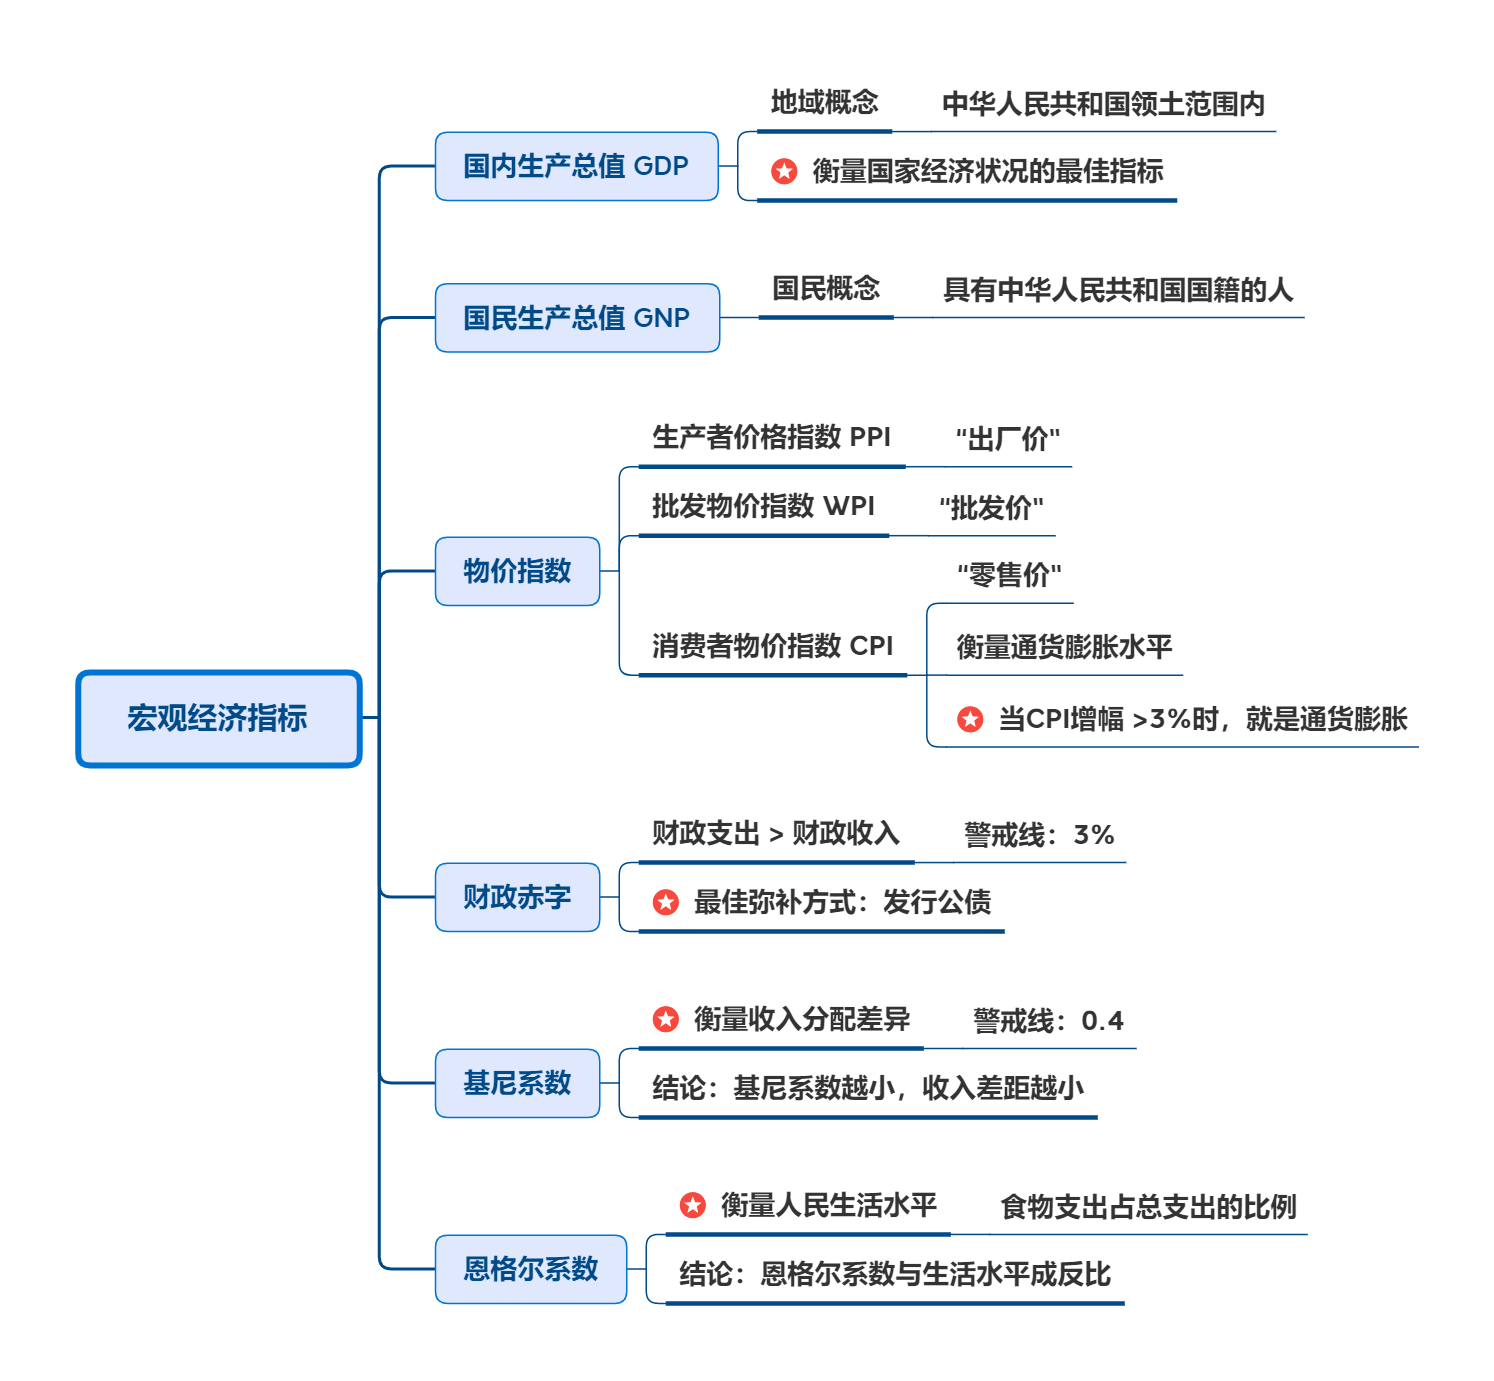 宏观经济指标
国内生产总值 GDP
地域概念
中华人民共和国领土范围内
衡量国家经济状况的最佳指标
国民生产总值 GNP
国民概念
具有中华人民共和国国籍的人
物价指数
生产者价格指数 PPI
“出厂价"
批发物价指数 WPI
“批发价"
消费者物价指数 CPI
“零售价"
衡量通货膨胀水平
当CPI增幅 >3%时，就是通货膨胀
财政赤字
财政支出 > 财政收入
警戒线：3%
最佳弥补方式：发行公债
基尼系数
衡量收入分配差异
警戒线：0.4
结论：基尼系数越小，收入差距越小
恩格尔系数
衡量人民生活水平
食物支出占总支出的比例
结论：恩格尔系数与生活水平成反比